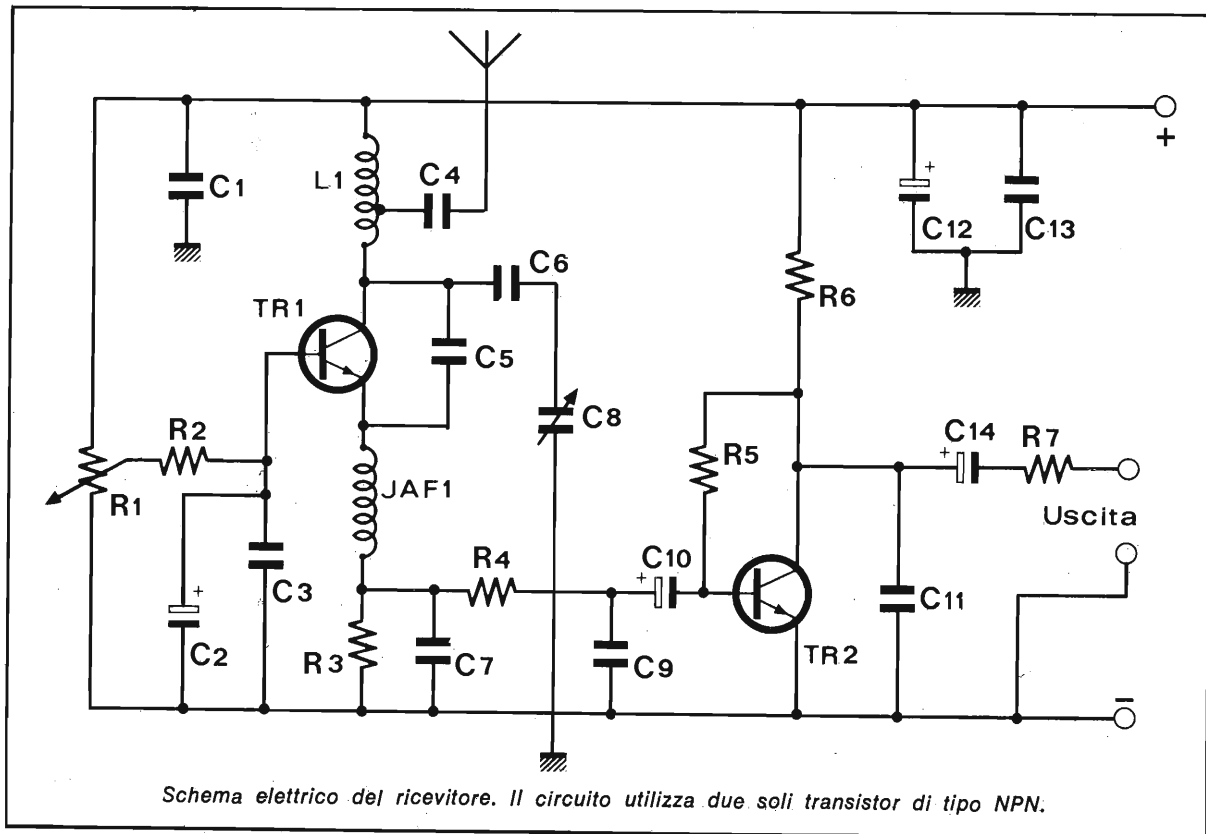 C4
+
L1
C1
+
C12
C13
C6
R6
TR1
C5
C8
R2
C14
+
R7
R5
R1
JAF1
Uscita
R4
C10
+
C3
+
C11
C2
R3
C7
C9
TR2
−
Schema elettrico del ricevitore. Il circuito utilizza due soli transistor di tipo NPN.